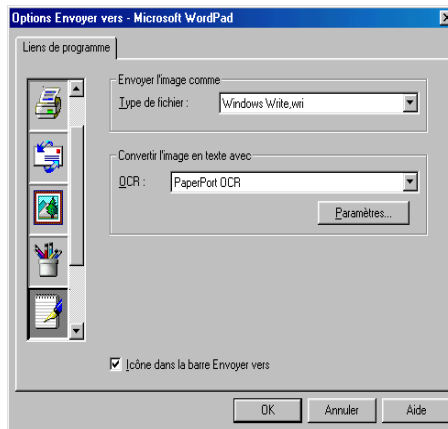 Options Envoyer vers - Microsoft WordPad
Liens de programme
Envoyer l'image comme
Type de fichier : Windows Write,wri
Convertir l'image en texte avec
OCR : PaperPort OCR
Paramètres...
Icône dans la barre Envoyer vers
OK Annuler Aide